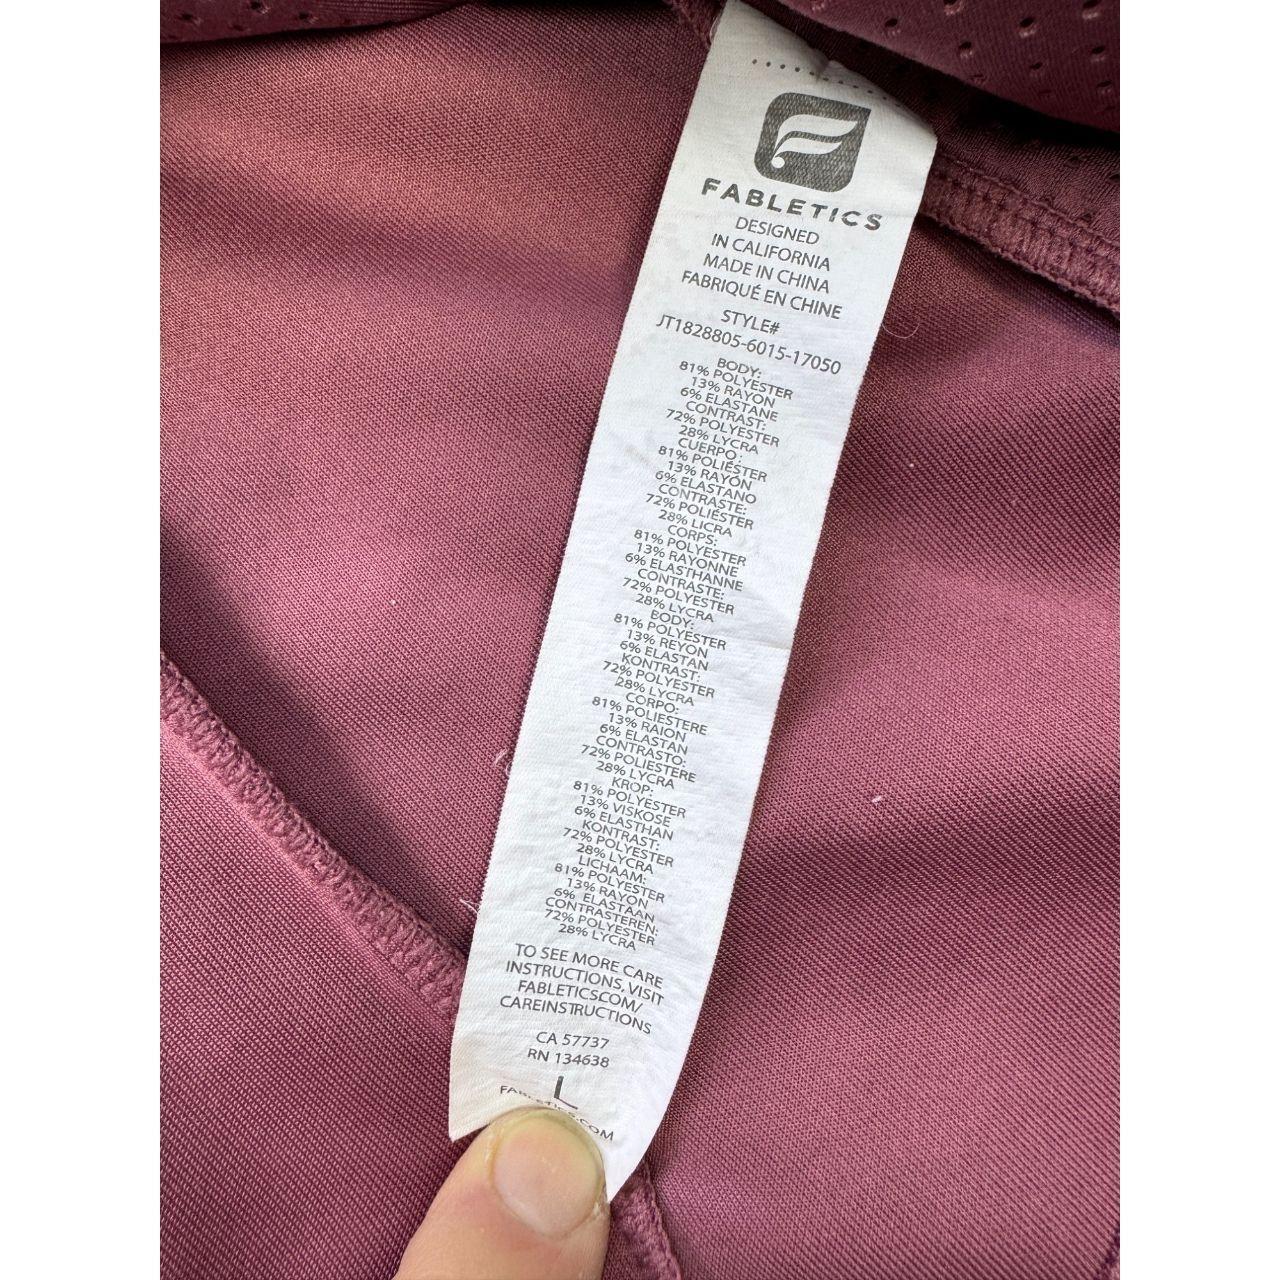 FABLETICS
DESIGNED
IN CALIFORNIA
MADE IN CHINA
FABRIQUÉ EN CHINE
STYLE#
JT1828805-6015-17050
BODY:
81% POLYESTER
13% RAYON
6% ELASTANE
CONTRAST:
72% POLYESTER
28% LYCRA
CUERPO :
81% POLIÉSTER
13% RAYÓN
6% ELASTANO
CONTRASTE:
72% POLIÉSTER
28% LICRA
CORPS:
81% POLYESTER
13% RAYONNE
6% ELASTHANNE
CONTRASTE:
72% POLYESTER
28% LYCRA
BODY:
81% POLYESTER
13% REYON
6% ELASTAN
KONTRAST:
72% POLYESTER
28% LYCRA
CORPO:
81% POLIESTERE
13% RAION
6% ELASTAN
CONTRASTO:
72% POLIESTERE
28% LYCRA
KROP:
81% POLYESTER
13% VISKOSE
6% ELASTHAN
KONTRAST:
72% POLYESTER
28% LYCRA
LICHAAM:
81% POLYESTER
13% RAYON
6% ELASTAAN
CONTRASTEREN:
72% POLYESTER
28% LYCRA
TO SEE MORE CARE
INSTRUCTIONS, VISIT
FABLETICS.COM/
CAREINSTRUCTIONS
CA 57737
RN 134638
L
FABLETICS.COM